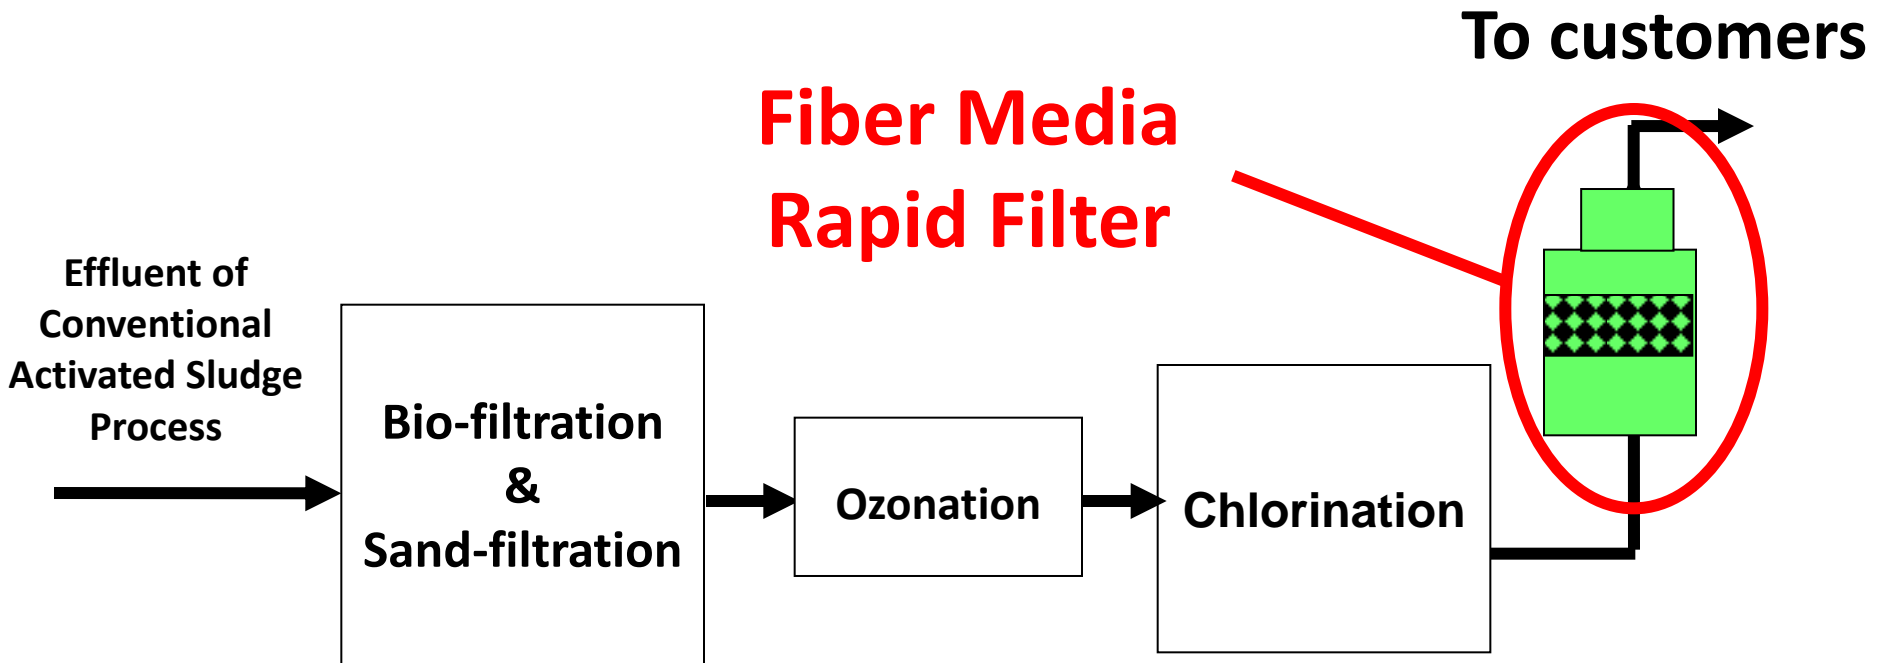 To customers
Fiber Media
Rapid Filter
Effluent of
Conventional
Activated Sludge
Process
Bio-filtration
&
Sand-filtration
Ozonation
Chlorination